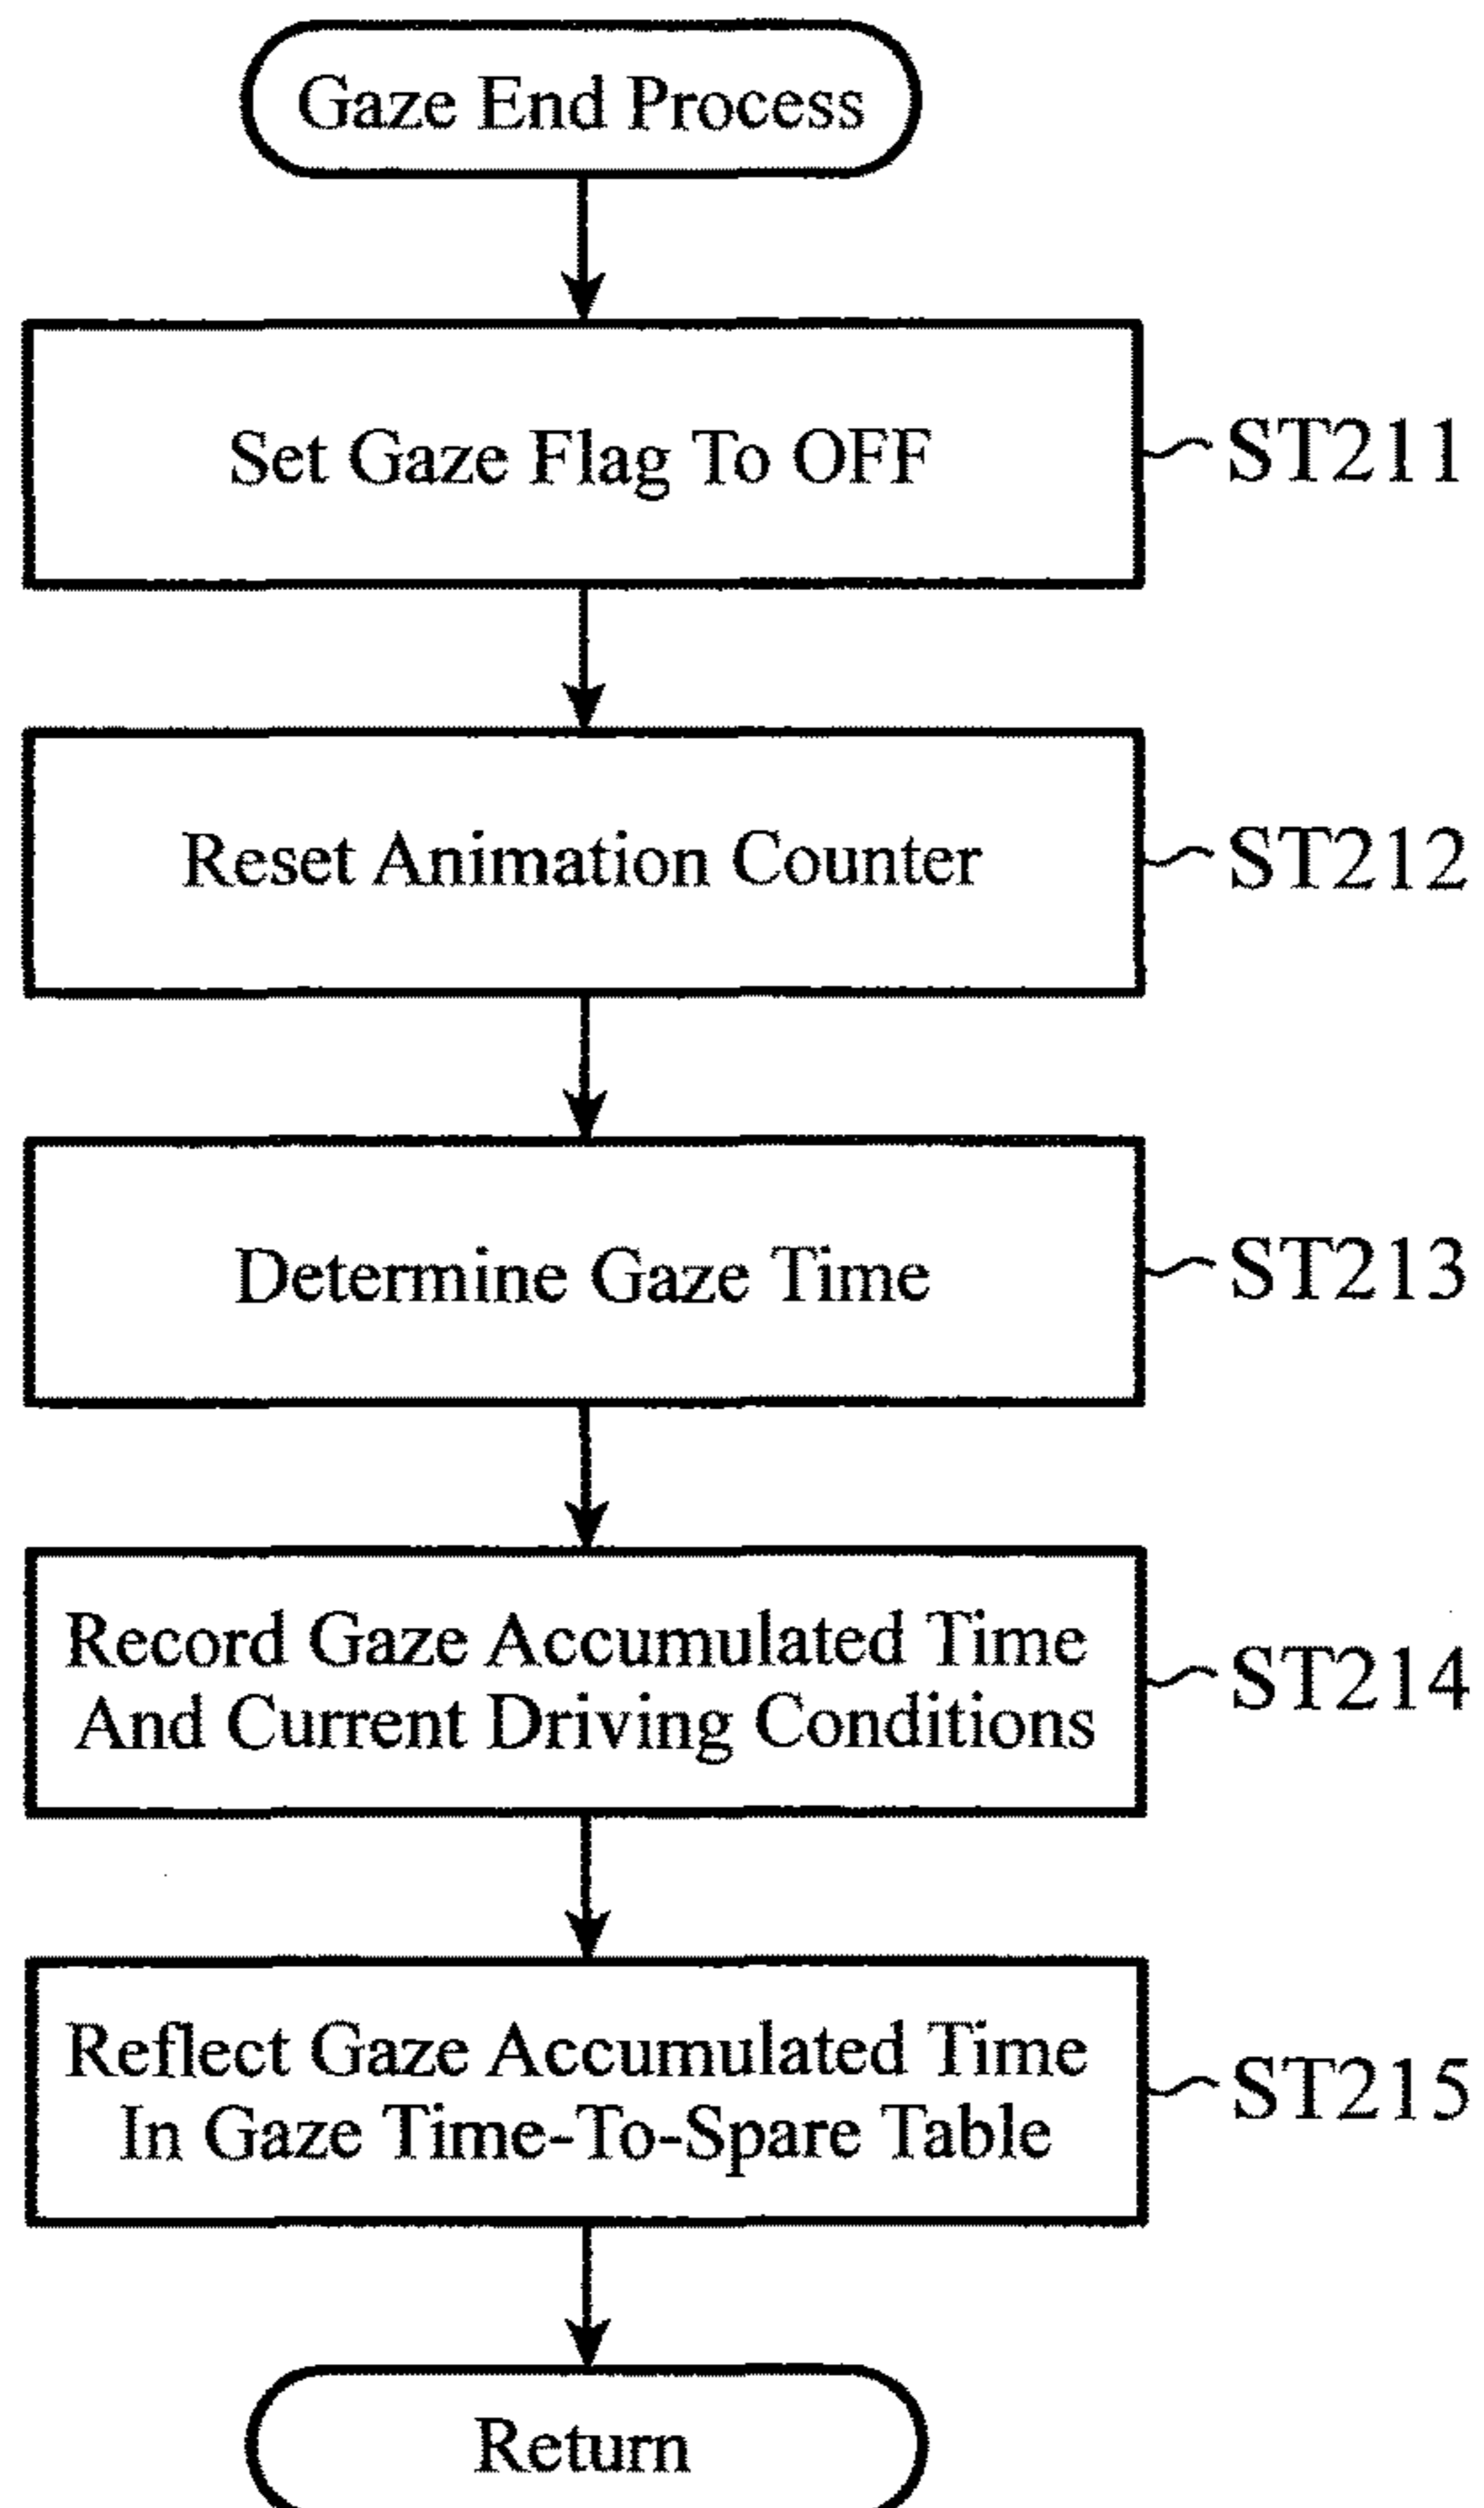 Gaze End Process
Set Gaze Flag To OFF
ST211
Reset Animation Counter
ST212
Determine Gaze Time
ST213
Record Gaze Accumulated Time
And Current Driving Conditions
ST214
Reflect Gaze Accumulated Time
In Gaze Time-To-Spare Table
ST215
Return